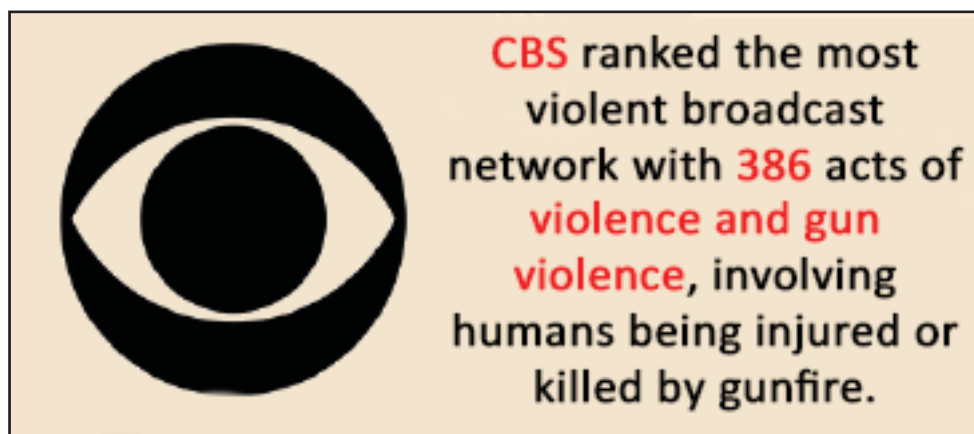 CBS ranked the most
violent broadcast
network with 386 acts of
violence and gun
violence, involving
humans being injured or
killed by gunfire.